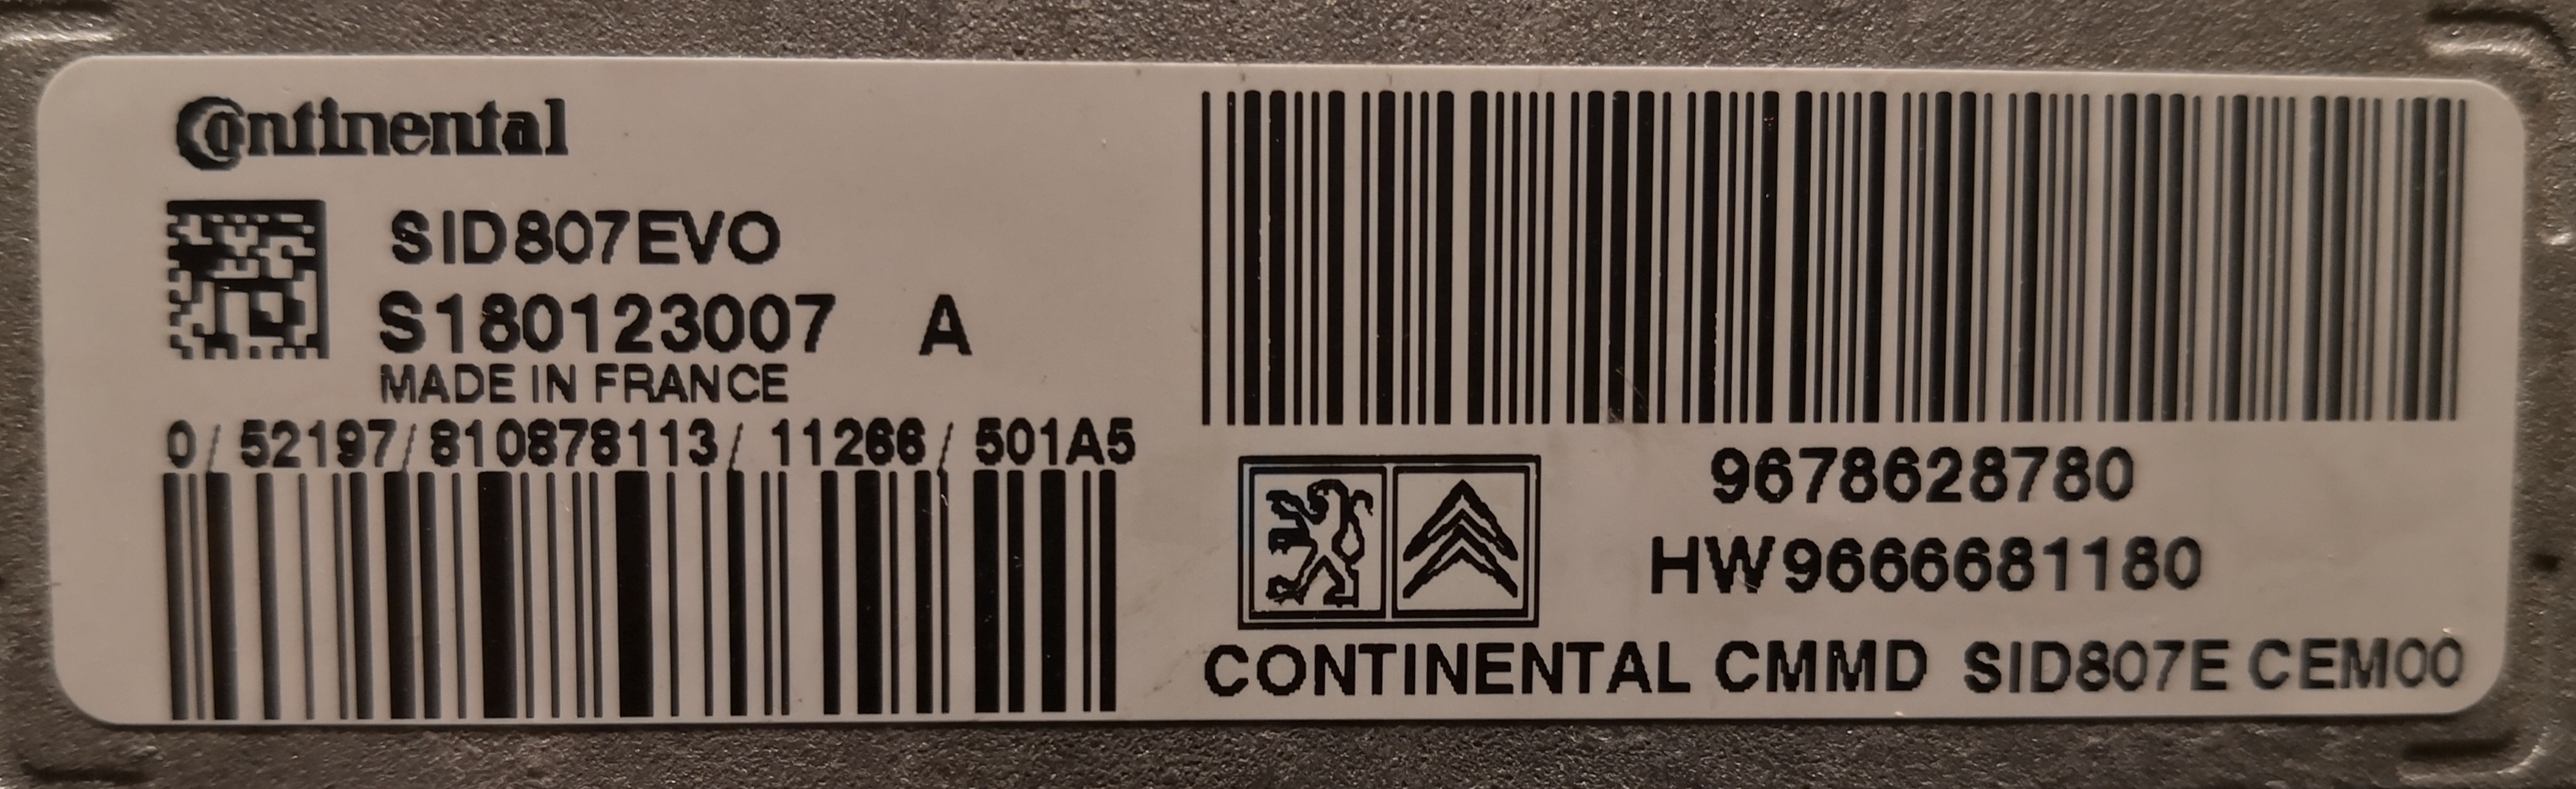 Continental
SID807EVO
S180123007 A
MADE IN FRANCE
0/ 52197/810878113/ 11266/ 501A5
9678628780
HW9666681180
CONTINENTAL CMMD SID807E CEM00